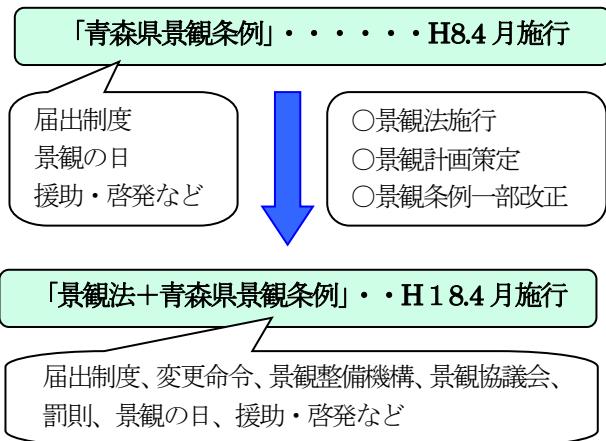 「青森県景観条例」・・・・・・H8.4月施行
届出制度
景観の日
援助・啓発など
○景観法施行
○景観計画策定
○景観条例一部改正
「景観法＋青森県景観条例」・・H１8.4月施行
届出制度、変更命令、景観整備機構、景観協議会、
罰則、景観の日、援助・啓発など